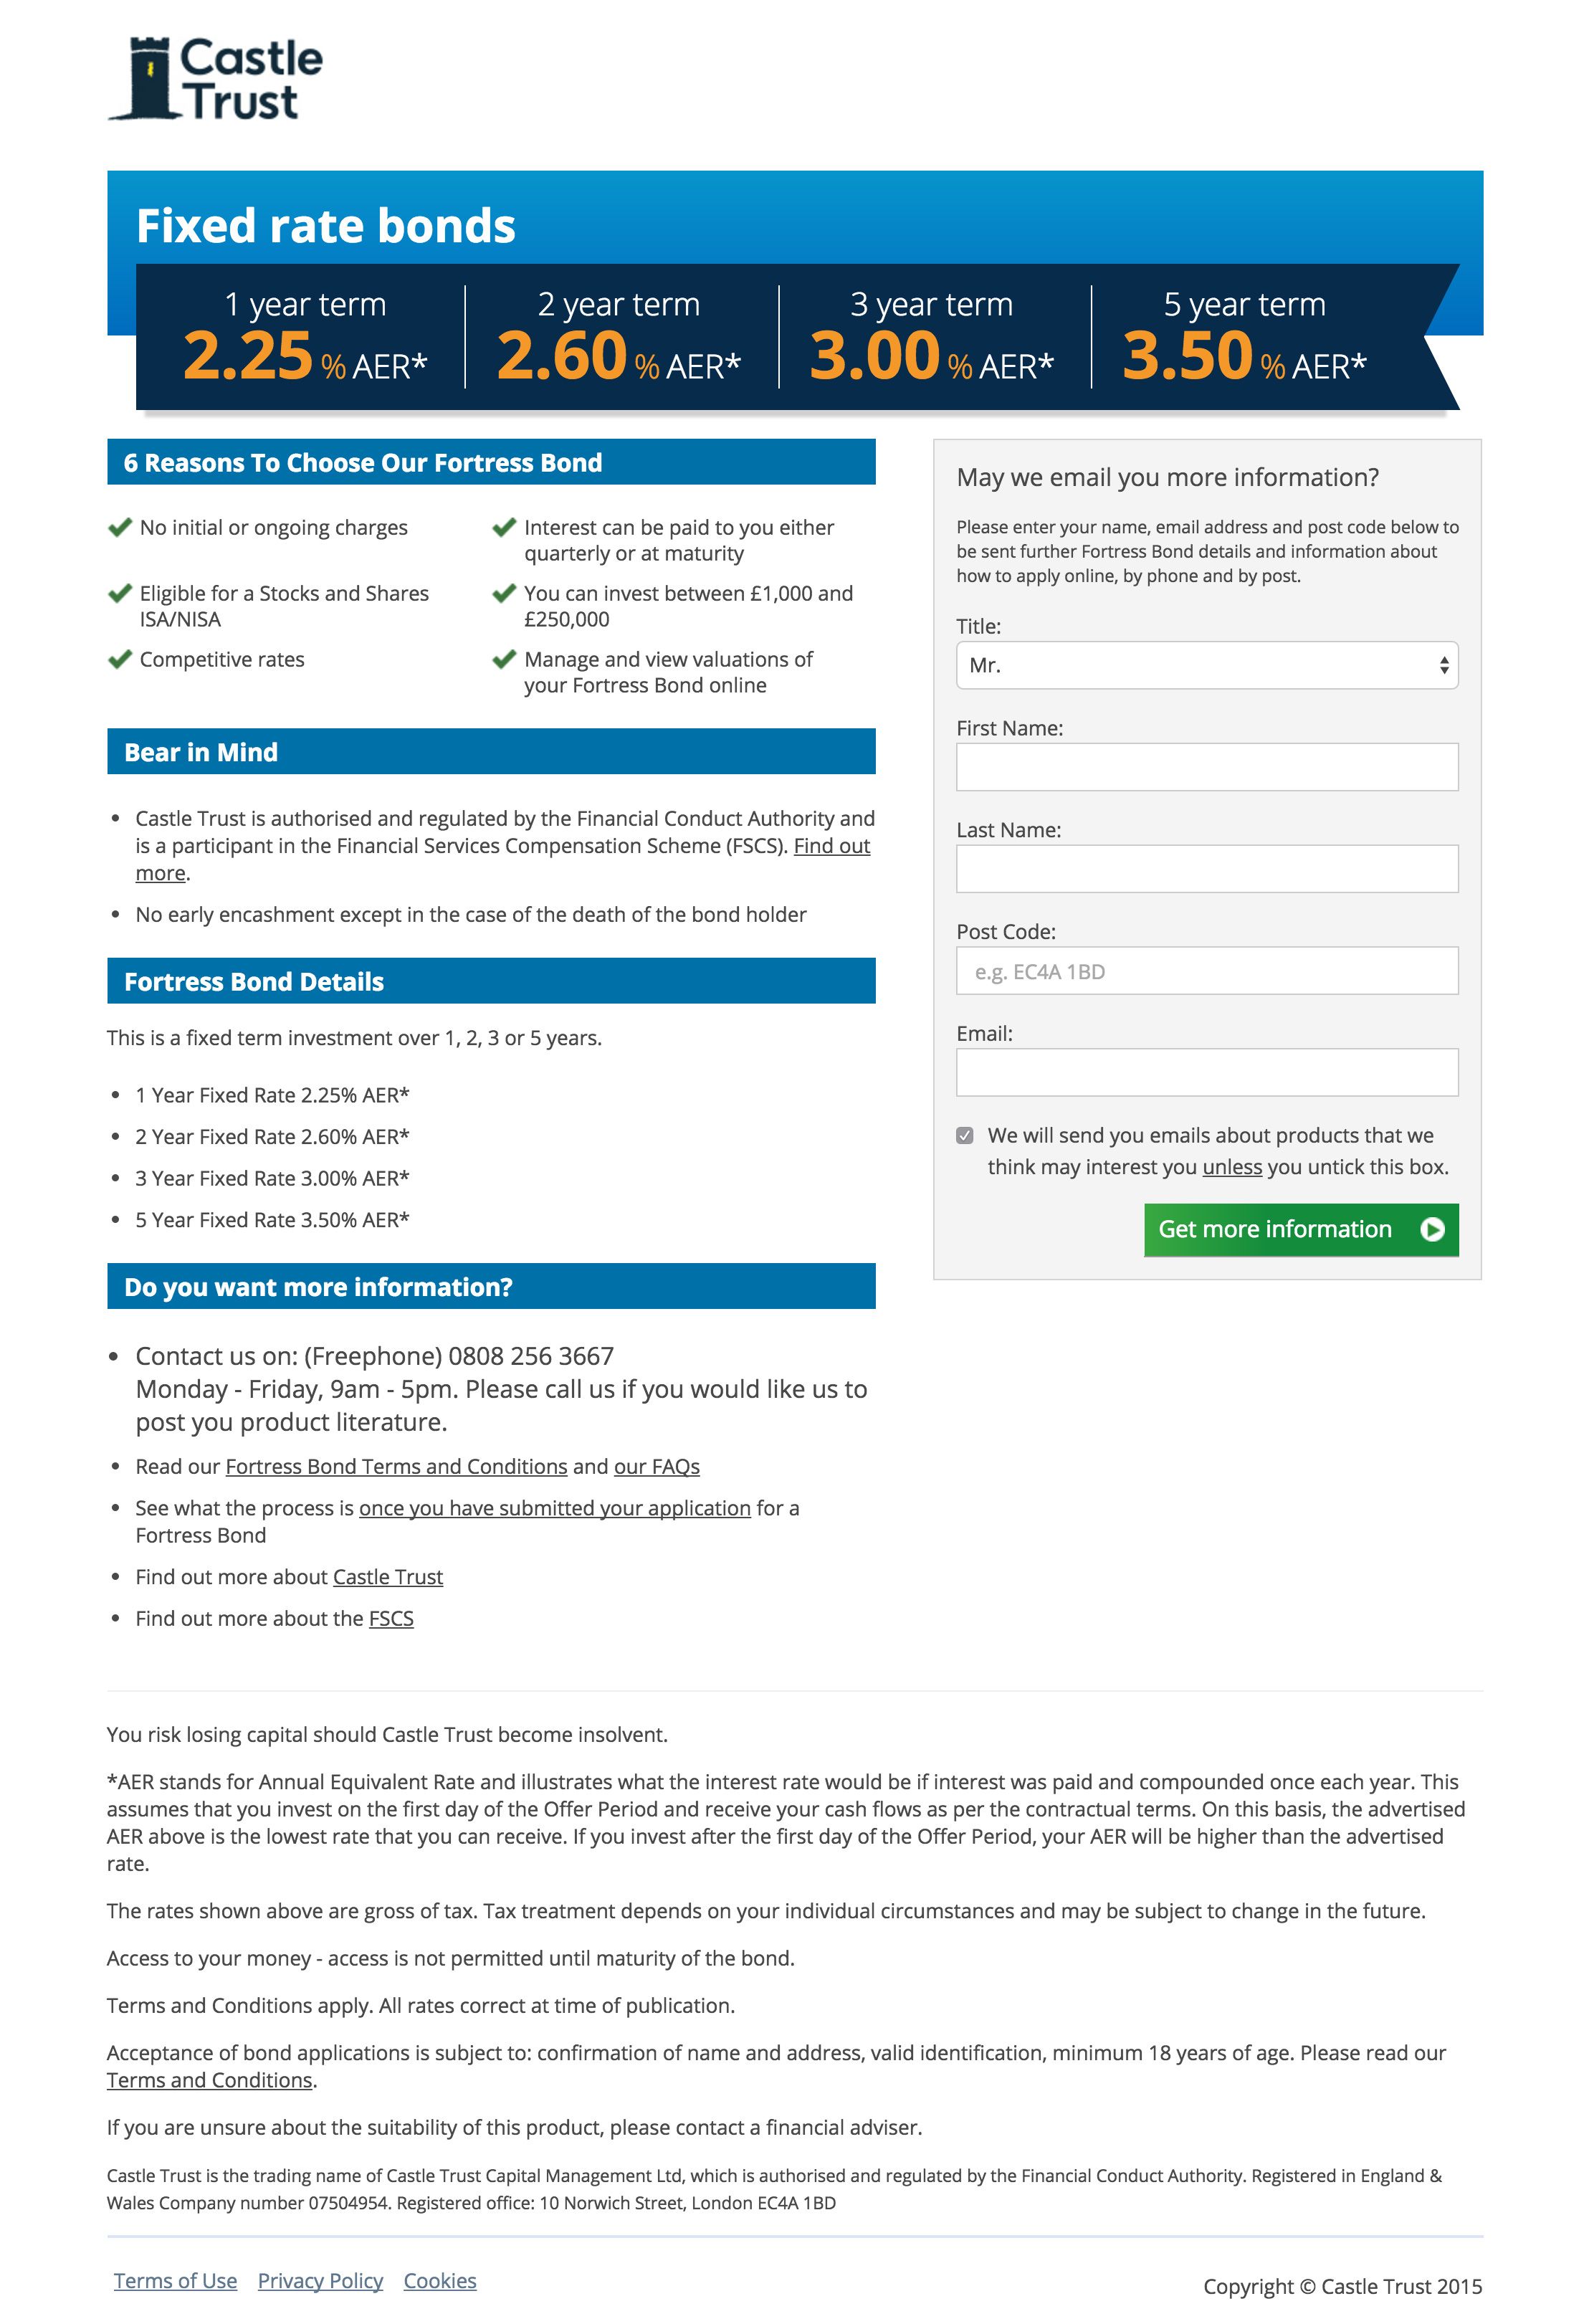 Castle
Trust
Fixed rate bonds
1 year term
2.25 % AER*
2 year term
2.60 % AER*
3 year term
3.00 % AER*
5 year term
3.50 % AER*
6 Reasons To Choose Our Fortress Bond
No initial or ongoing charges
Interest can be paid to you either
quarterly or at maturity
Eligible for a Stocks and Shares
ISA/NISA
You can invest between £1,000 and
£250,000
Competitive rates
Manage and view valuations of
your Fortress Bond online
Bear in Mind
• Castle Trust is authorised and regulated by the Financial Conduct Authority and
is a participant in the Financial Services Compensation Scheme (FSCS). Find out
more.
• No early encashment except in the case of the death of the bond holder
Fortress Bond Details
This is a fixed term investment over 1, 2, 3 or 5 years.
• 1 Year Fixed Rate 2.25% AER*
• 2 Year Fixed Rate 2.60% AER*
• 3 Year Fixed Rate 3.00% AER*
• 5 Year Fixed Rate 3.50% AER*
Do you want more information?
• Contact us on: (Freephone) 0808 256 3667
Monday - Friday, 9am - 5pm. Please call us if you would like us to
post you product literature.
• Read our Fortress Bond Terms and Conditions and our FAQs
• See what the process is once you have submitted your application for a
Fortress Bond
• Find out more about Castle Trust
• Find out more about the FSCS
May we email you more information?
Please enter your name, email address and post code below to
be sent further Fortress Bond details and information about
how to apply online, by phone and by post.
Title:
Mr.
First Name:
Last Name:
Post Code:
e.g. EC4A 1BD
Email:
We will send you emails about products that we
think may interest you unless you untick this box.
Get more information
You risk losing capital should Castle Trust become insolvent.
*AER stands for Annual Equivalent Rate and illustrates what the interest rate would be if interest was paid and compounded once each year. This
assumes that you invest on the first day of the Offer Period and receive your cash flows as per the contractual terms. On this basis, the advertised
AER above is the lowest rate that you can receive. If you invest after the first day of the Offer Period, your AER will be higher than the advertised
rate.
The rates shown above are gross of tax. Tax treatment depends on your individual circumstances and may be subject to change in the future.
Access to your money - access is not permitted until maturity of the bond.
Terms and Conditions apply. All rates correct at time of publication.
Acceptance of bond applications is subject to: confirmation of name and address, valid identification, minimum 18 years of age. Please read our
Terms and Conditions.
If you are unsure about the suitability of this product, please contact a financial adviser.
Castle Trust is the trading name of Castle Trust Capital Management Ltd, which is authorised and regulated by the Financial Conduct Authority. Registered in England &
Wales Company number 07504954. Registered office: 10 Norwich Street, London EC4A 1BD
Terms of Use Privacy Policy Cookies
Copyright © Castle Trust 2015